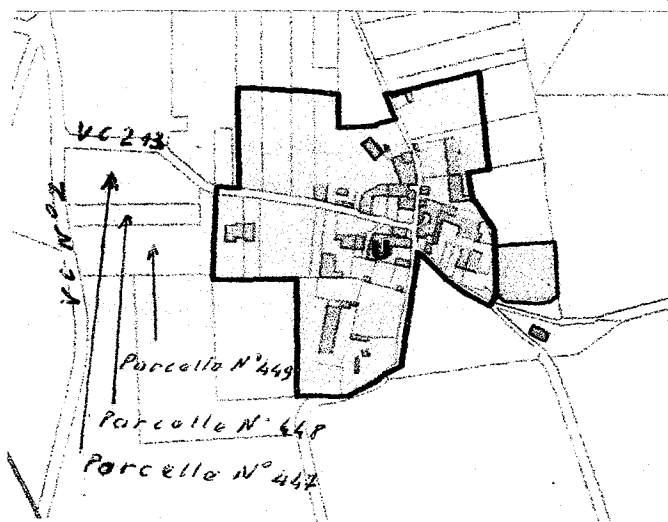 VC 213
VC N° 2
U
Parcelle N° 449
Parcelle N° 448
Parcelle N° 447